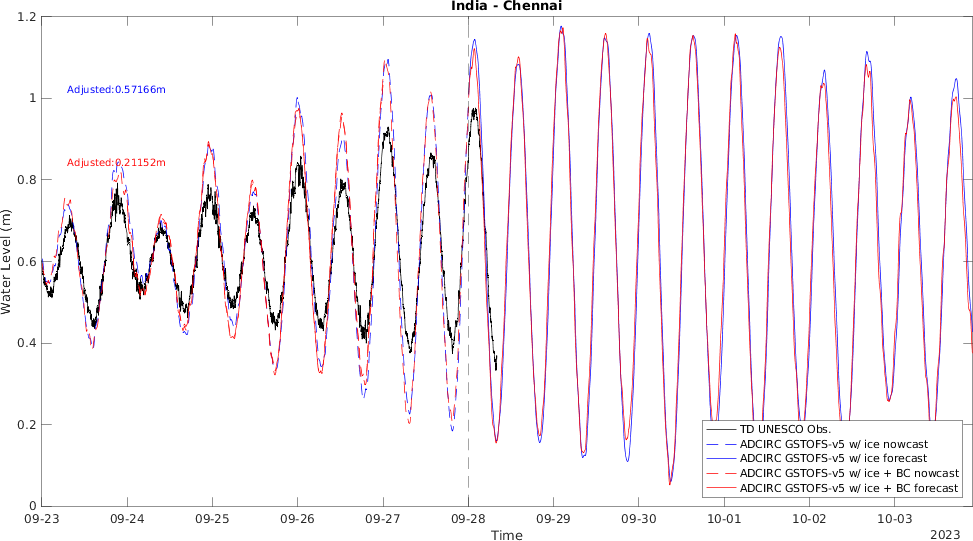 India - Chennai
1.2
1
0.8
0.6
0.4
0.2
0
Water Level (m)
Adjusted:0.57166m
Adjusted:0.21152m
TD UNESCO Obs.
ADCIRC GSTOFS-v5 w/ ice nowcast
ADCIRC GSTOFS-v5 w/ ice forecast
ADCIRC GSTOFS-v5 w/ ice + BC nowcast
ADCIRC GSTOFS-v5 w/ ice + BC forecast
09-23 09-24 09-25 09-26 09-27 09-28 09-29 09-30 10-01 10-02 10-03
Time
2023